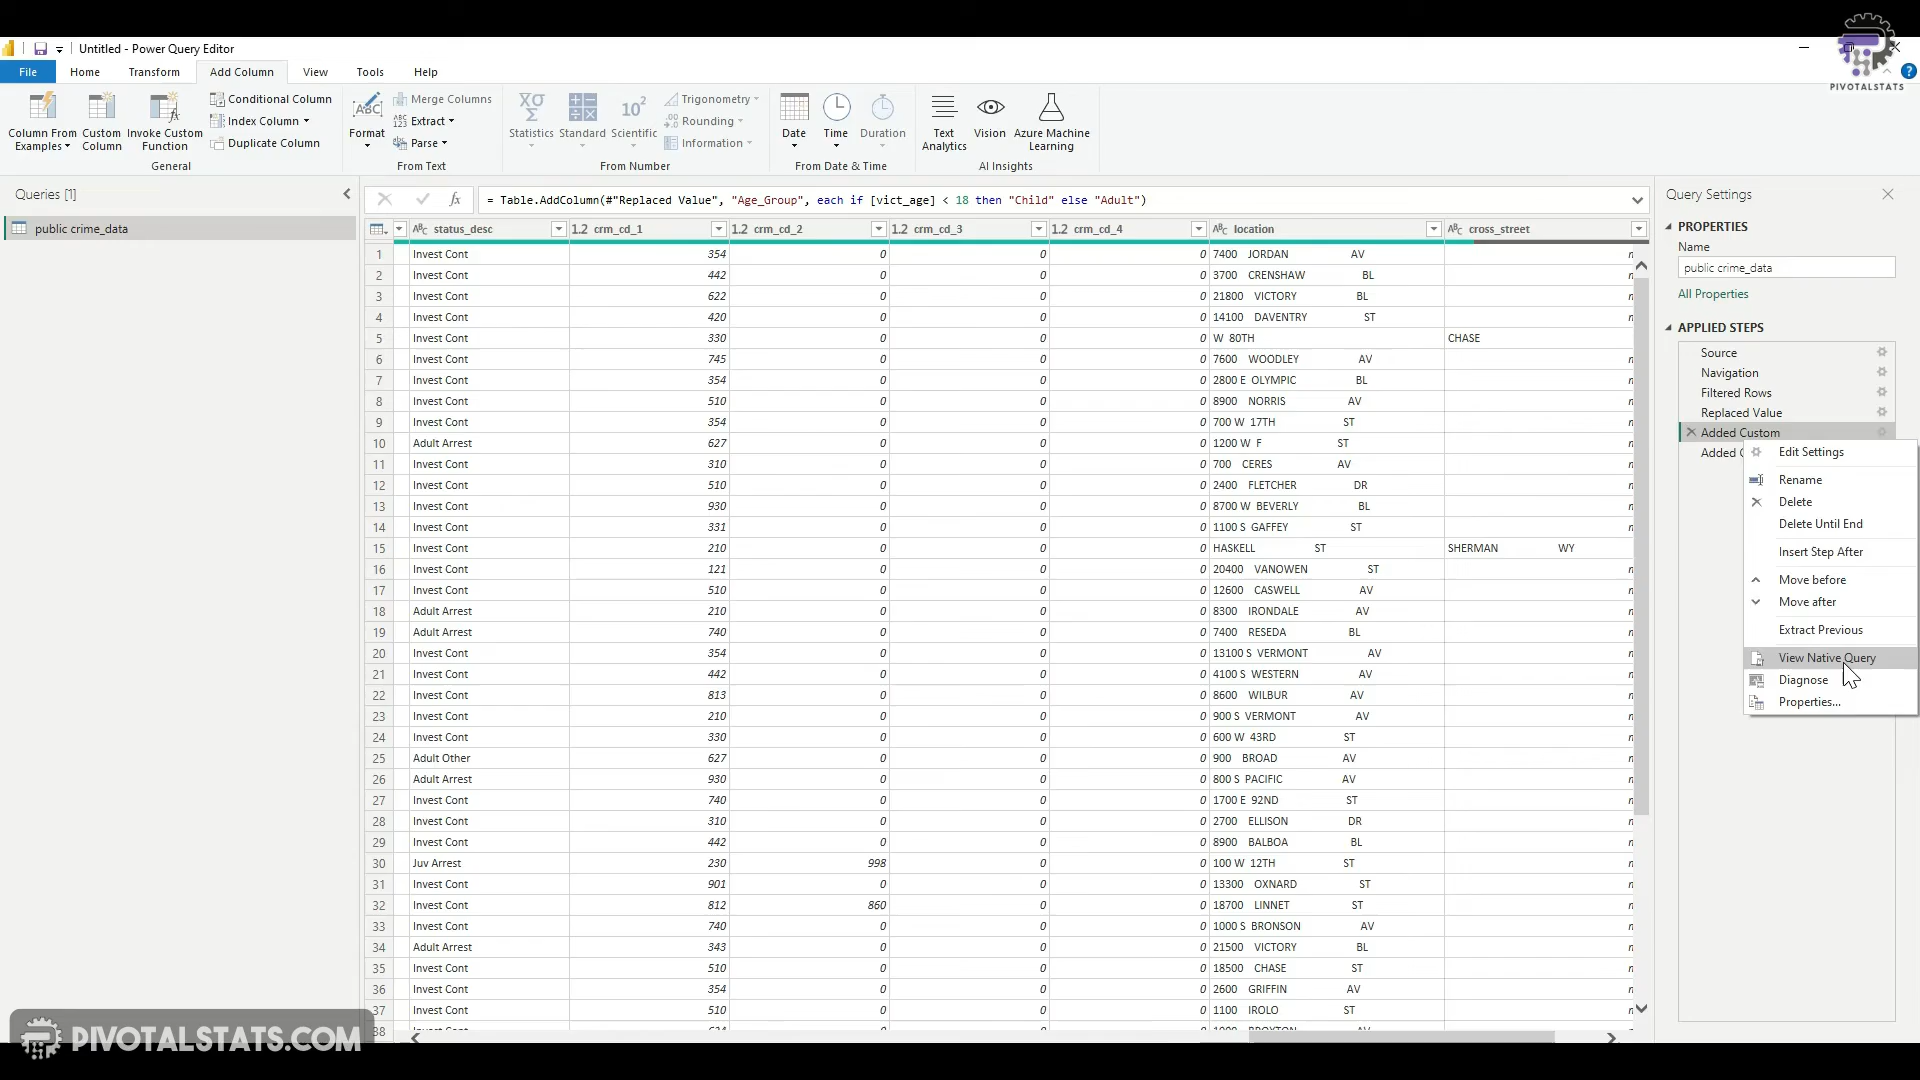 Untitled - Power Query Editor
PIVOTALSTATS
File Home Transform Add Column View Tools Help
Column From Examples
Custom Column
Invoke Custom Function
Conditional Column
Index Column
Duplicate Column
General
Format
Merge Columns
Extract
Parse
From Text
Statistics
Standard
Scientific
Trigonometry
Rounding
Information
From Number
Date
Time
Duration
From Date & Time
Text Analytics
Vision
Azure Machine Learning
AI Insights
Queries [1]
public crime_data
= Table.AddColumn(#"Replaced Value", "Age_Group", each if [vict_age] < 18 then "Child" else "Adult")
status_desc 1.2 crm_cd_1 1.2 crm_cd_2 1.2 crm_cd_3 1.2 crm_cd_4 location cross_street
1 Invest Cont 354 0 0 0 7400 JORDAN AV
2 Invest Cont 442 0 0 0 3700 CRENSHAW BL
3 Invest Cont 622 0 0 0 21800 VICTORY BL
4 Invest Cont 420 0 0 0 14100 DAVENTRY ST
5 Invest Cont 330 0 0 0 W 80TH CHASE
6 Invest Cont 745 0 0 0 7600 WOODLEY AV
7 Invest Cont 354 0 0 0 2800 E OLYMPIC BL
8 Invest Cont 510 0 0 0 8900 NORRIS AV
9 Invest Cont 354 0 0 0 700 W 17TH ST
10 Adult Arrest 627 0 0 0 1200 W F ST
11 Invest Cont 310 0 0 0 700 CERES AV
12 Invest Cont 510 0 0 0 2400 FLETCHER DR
13 Invest Cont 930 0 0 0 8700 W BEVERLY BL
14 Invest Cont 331 0 0 0 1100 S GAFFEY ST
15 Invest Cont 210 0 0 0 HASKELL ST SHERMAN WY
16 Invest Cont 121 0 0 0 20400 VANOWEN ST
17 Invest Cont 510 0 0 0 12600 CASWELL AV
18 Adult Arrest 210 0 0 0 8300 IRONDALE AV
19 Adult Arrest 740 0 0 0 7400 RESEDA BL
20 Invest Cont 354 0 0 0 13100 S VERMONT AV
21 Invest Cont 442 0 0 0 4100 S WESTERN AV
22 Invest Cont 813 0 0 0 8600 WILBUR AV
23 Invest Cont 210 0 0 0 900 S VERMONT AV
24 Invest Cont 330 0 0 0 600 W 43RD ST
25 Adult Other 627 0 0 0 900 BROAD AV
26 Adult Arrest 930 0 0 0 800 S PACIFIC AV
27 Invest Cont 740 0 0 0 1700 E 92ND ST
28 Invest Cont 310 0 0 0 2700 ELLISON DR
29 Invest Cont 442 0 0 0 8900 BALBOA BL
30 Juv Arrest 230 998 0 0 100 W 12TH ST
31 Invest Cont 901 0 0 0 13300 OXNARD ST
32 Invest Cont 812 860 0 0 18700 LINNET ST
33 Invest Cont 740 0 0 0 1000 S BRONSON AV
34 Adult Arrest 343 0 0 0 21500 VICTORY BL
35 Invest Cont 510 0 0 0 18500 CHASE ST
36 Invest Cont 354 0 0 0 2600 GRIFFIN AV
37 Invest Cont 510 0 0 0 1100 IROLO ST
38
Query Settings
PROPERTIES
Name
public crime_data
All Properties
APPLIED STEPS
Source
Navigation
Filtered Rows
Replaced Value
Added Custom
Added
Edit Settings
Rename
Delete
Delete Until End
Insert Step After
Move before
Move after
Extract Previous
View Native Query
Diagnose
Properties...
PIVOTALSTATS.COM